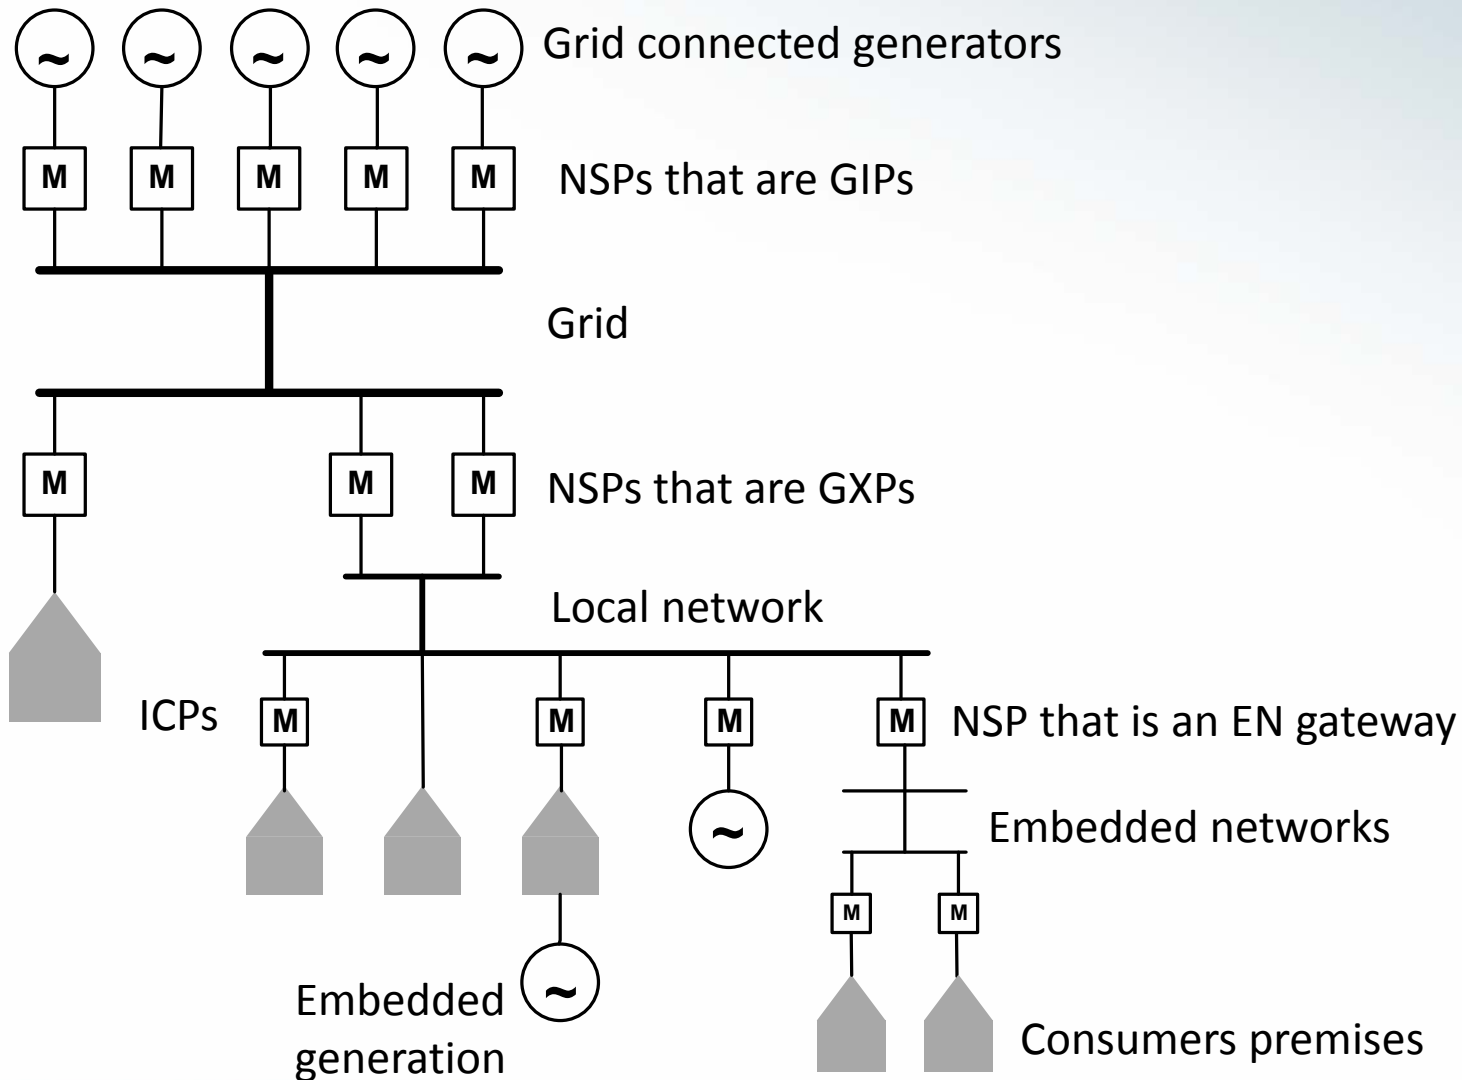 ~ ~ ~ ~ ~ Grid connected generators
M M M M M NSPs that are GIPs
Grid
M M M NSPs that are GXPs
Local network
ICPs M M M M NSP that is an EN gateway
~ Embedded networks
M M
~
Embedded
generation
Consumers premises